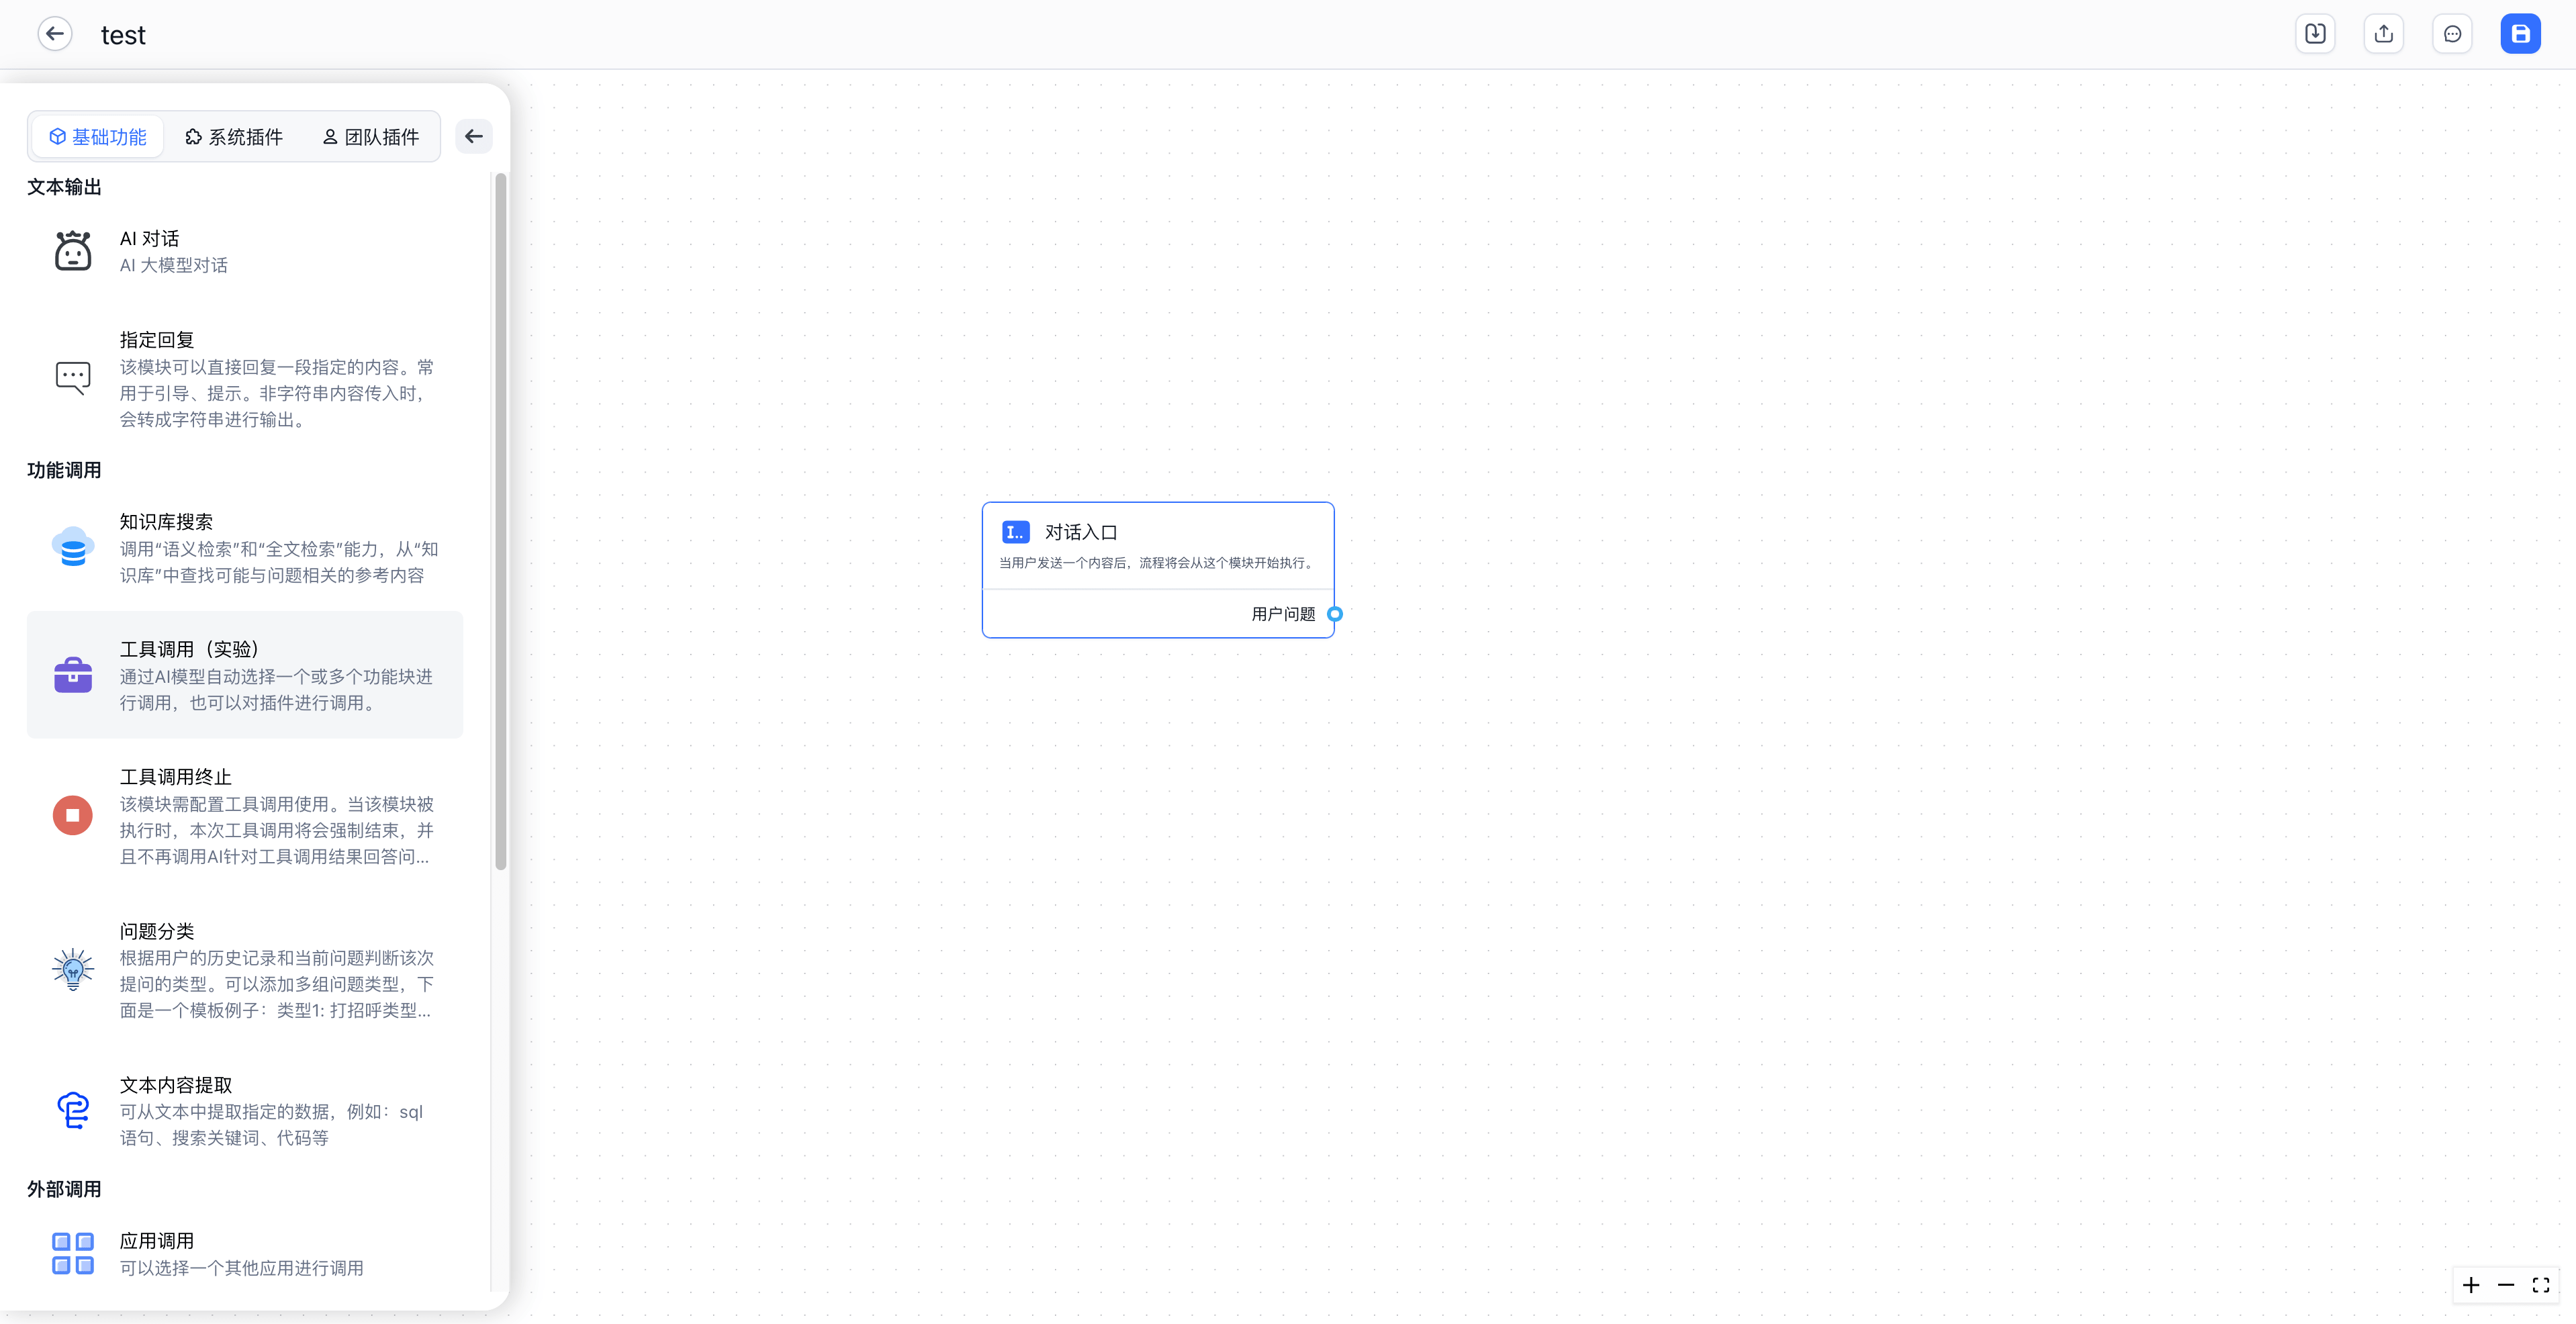 test
基础功能
系统插件
团队插件
文本输出
AI 对话
AI 大模型对话
指定回复
该模块可以直接回复一段指定的内容。常
用于引导、提示。非字符串内容传入时，
会转成字符串进行输出。
功能调用
知识库搜索
调用“语义检索”和“全文检索”能力，从“知
识库”中查找可能与问题相关的参考内容
工具调用（实验）
通过AI模型自动选择一个或多个功能块进
行调用，也可以对插件进行调用。
工具调用终止
该模块需配置工具调用使用。当该模块被
执行时，本次工具调用将会强制结束，并
且不再调用AI针对工具调用结果回答问...
问题分类
根据用户的历史记录和当前问题判断该次
提问的类型。可以添加多组问题类型，下
面是一个模板例子：类型1: 打招呼类型...
文本内容提取
可从文本中提取指定的数据，例如：sql
语句、搜索关键词、代码等
外部调用
应用调用
可以选择一个其他应用进行调用
I..
对话入口
当用户发送一个内容后，流程将会从这个模块开始执行。
用户问题